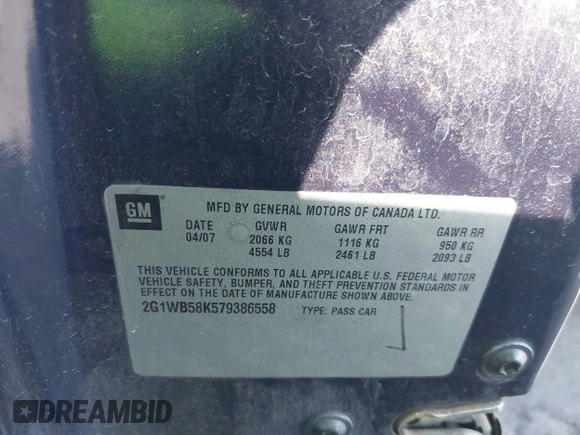 GM
MFD BY GENERAL MOTORS OF CANADA LTD.
DATE GVWR GAWR FRT GAWR RR
04/07 2066 KG 1116 KG 950 KG
4554 LB 2461 LB 2093 LB
THIS VEHICLE CONFORMS TO ALL APPLICABLE U.S. FEDERAL MOTOR
VEHICLE SAFETY, BUMPER, AND THEFT PREVENTION STANDARDS IN
EFFECT ON THE DATE OF MANUFACTURE SHOWN ABOVE.
2G1WB58K579386558 TYPE: PASS CAR
DREAMBID